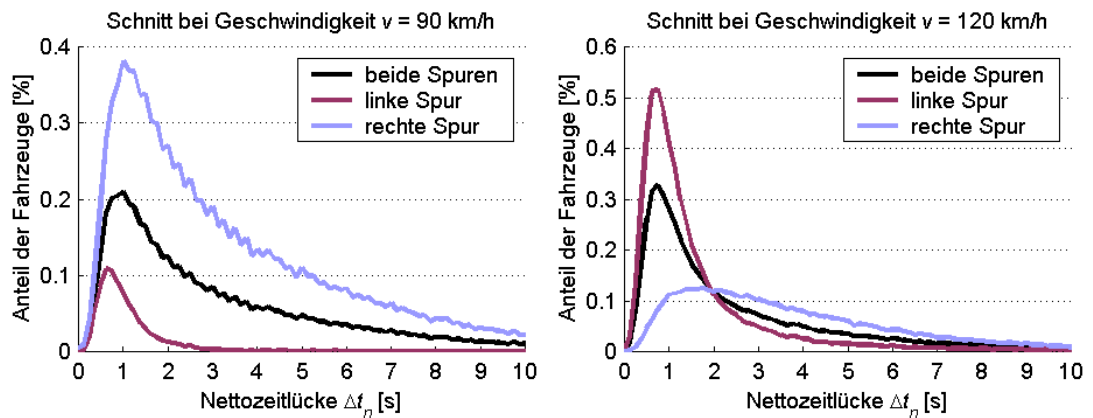 Schnitt bei Geschwindigkeit v = 90 km/h
Anteil der Fahrzeuge [%]
0.4
0.3
0.2
0.1
0
beide Spuren
linke Spur
rechte Spur
0 1 2 3 4 5 6 7 8 9 10
Nettozeitlücke Δt_n [s]
Schnitt bei Geschwindigkeit v = 120 km/h
Anteil der Fahrzeuge [%]
0.6
0.5
0.4
0.3
0.2
0.1
0
beide Spuren
linke Spur
rechte Spur
0 1 2 3 4 5 6 7 8 9 10
Nettozeitlücke Δt_n [s]